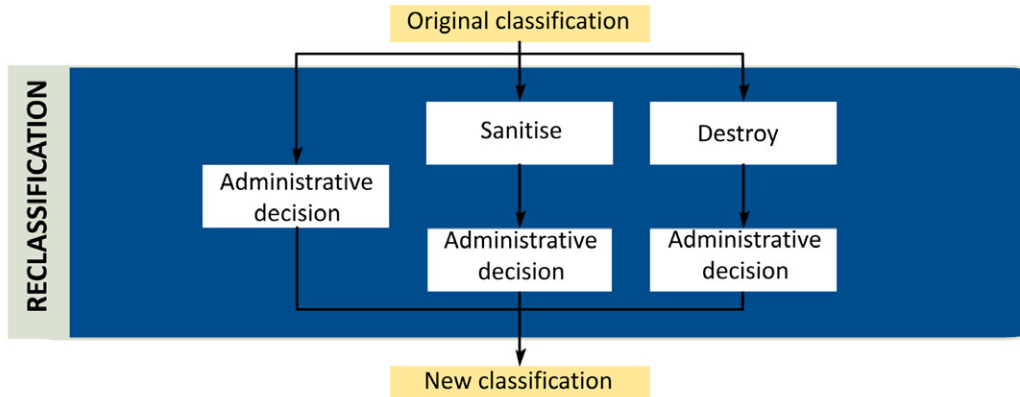 Original classification
RECLASSIFICATION
Sanitise
Destroy
Administrative
decision
Administrative
decision
Administrative
decision
New classification